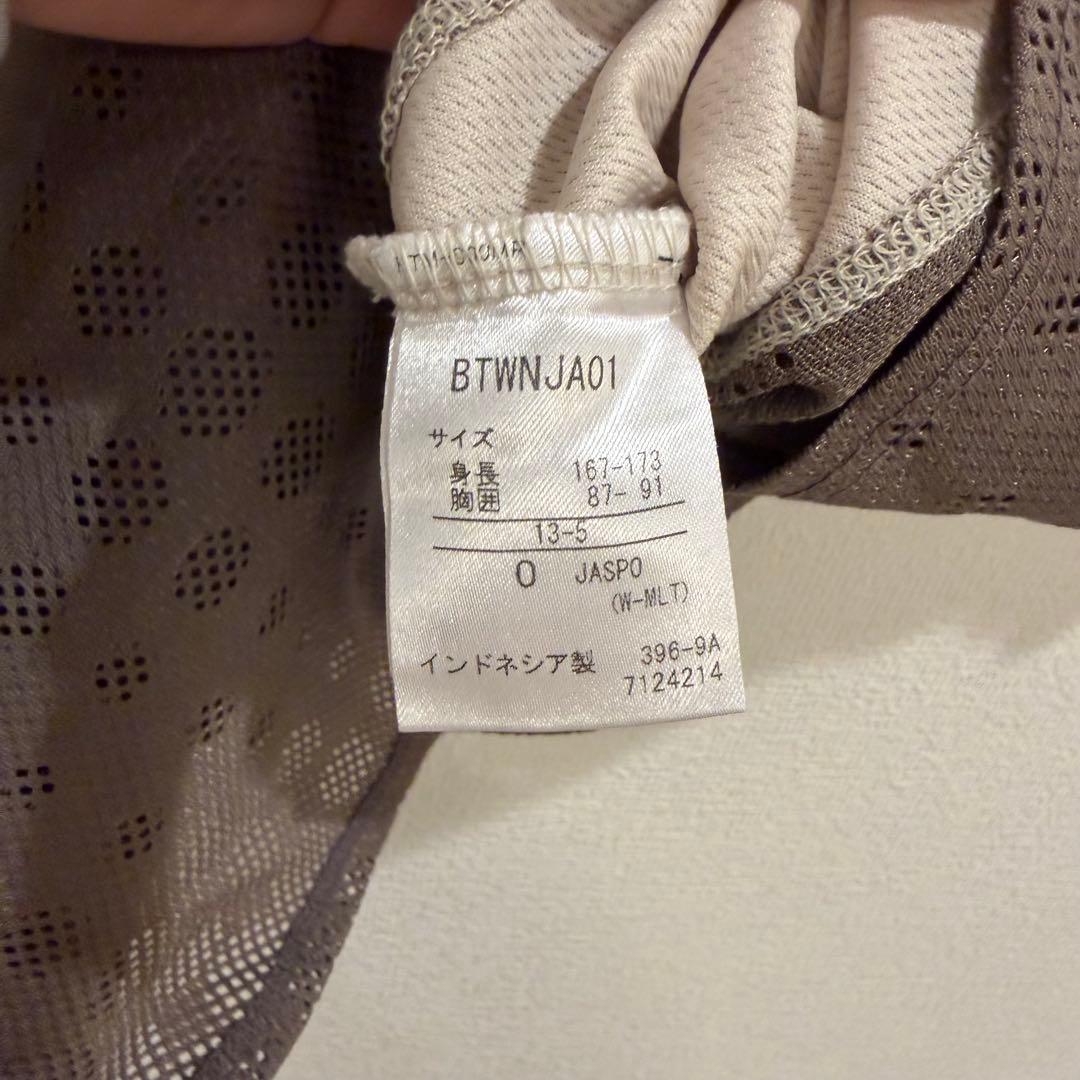 BTWNJA01
サイズ
身長 167-173
胸囲 87- 91
13-5
O JASPO
(W-MLT)
インドネシア製 396-9A
7124214